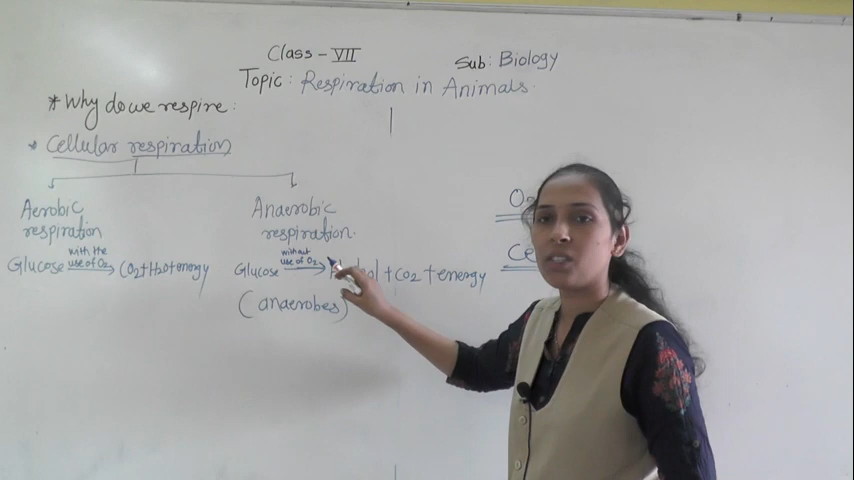 Class - VII
Sub: Biology
Topic: Respiration in Animals.
* Why do we respire:
* Cellular respiration
Aerobic
respiration
Glucose with the use of O2 CO2 + H2O + energy
Anaerobic
respiration.
Glucose without use of O2 + CO2 + energy
(anaerobes)
O2
Ce